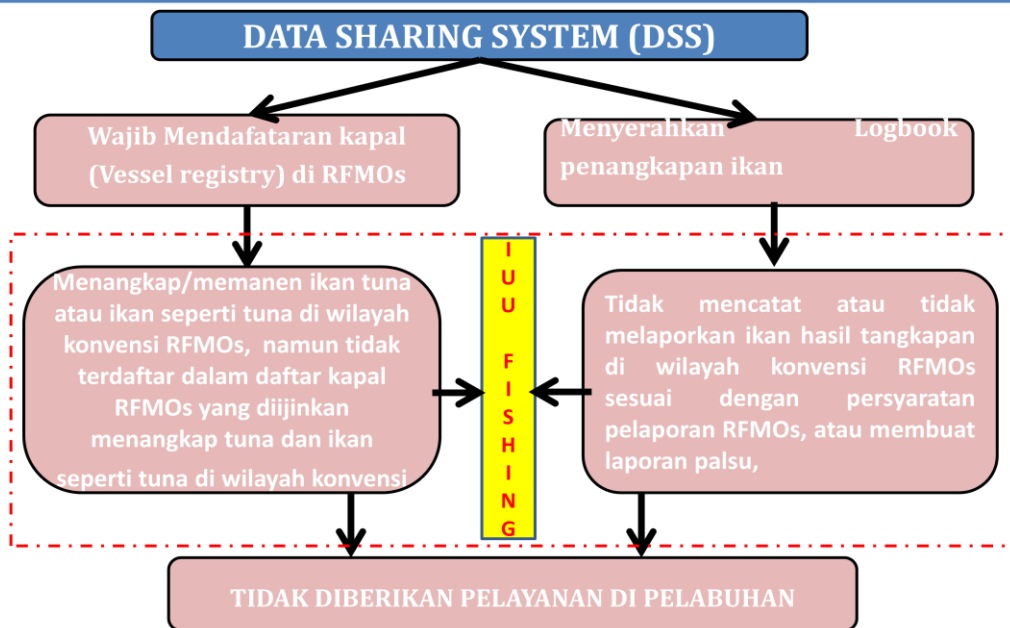 DATA SHARING SYSTEM (DSS)
Wajib Mendafataran kapal
(Vessel registry) di RFMOs
Menyerahkan Logbook
penangkapan ikan
Menangkap/memanen ikan tuna
atau ikan seperti tuna di wilayah
konvensi RFMOs, namun tidak
terdaftar dalam daftar kapal
RFMOs yang diijinkan
menangkap tuna dan ikan
seperti tuna di wilayah konvensi
IUU FISHING
Tidak mencatat atau tidak
melaporkan ikan hasil tangkapan
di wilayah konvensi RFMOs
sesuai dengan persyaratan
pelaporan RFMOs, atau membuat
laporan palsu,
TIDAK DIBERIKAN PELAYANAN DI PELABUHAN